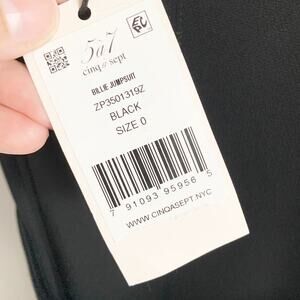 5à7
cinq à sept
BILLIE JUMPSUIT
ZP3501319Z
BLACK
SIZE 0
7 91093 95956 5
WWW.CINQASEPT.NYC